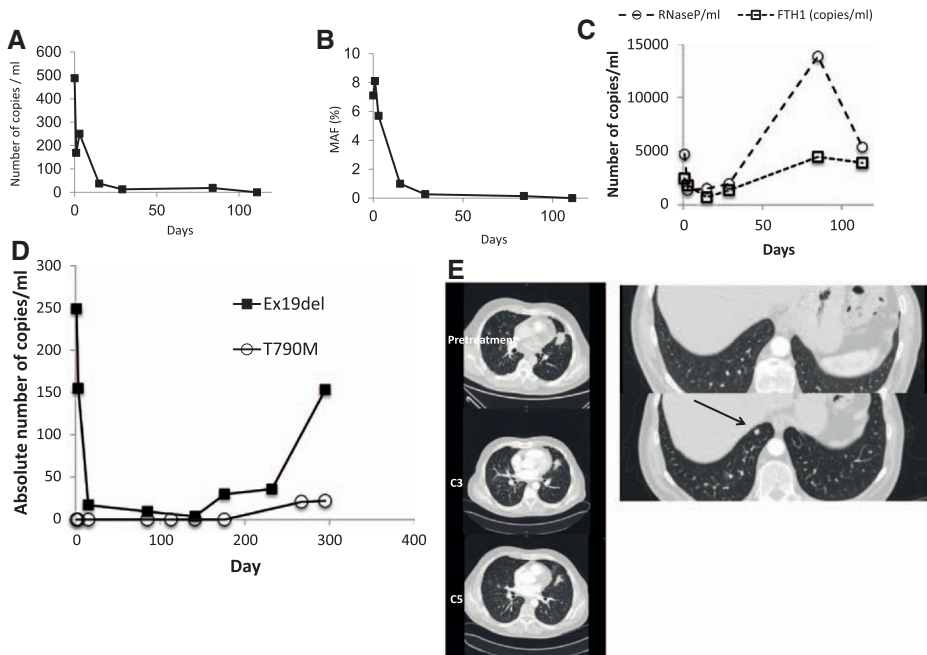 A
Number of copies / ml
600
500
400
300
200
100
0
0 50 100
Days
B
MAF (%)
10
8
6
4
2
0
0 50 100
Days
C
RNaseP/ml FTH1 (copies/ml)
Number of copies/ml
15000
10000
5000
0
0 50 100
Days
D
Absolute number of copies/ml
300
250
200
150
100
50
0
0 100 200 300 400
Day
Ex19del
T790M
E
Pretreatment
C3
C5